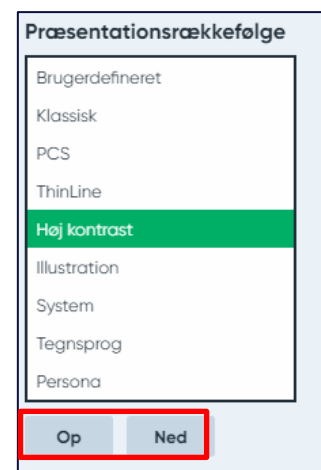 Præsentationsrækkefølge
Brugerdefineret
Klassisk
PCS
ThinLine
Høj kontrast
Illustration
System
Tegnsprog
Persona
Op Ned